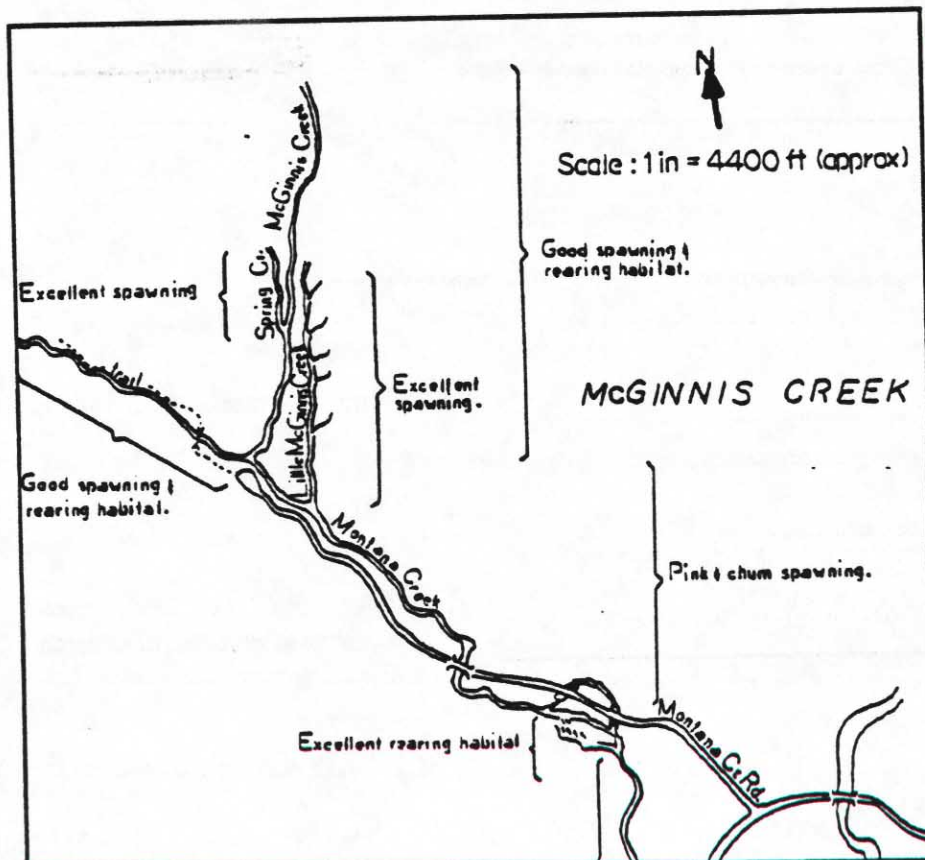 N
Scale : 1 in = 4400 ft (approx)
McGinnis Creek
Good spawning &
rearing habitat.
Spring Cr.
Excellent spawning
Little McGinnis Creek
Excellent
spawning.
MCGINNIS CREEK
trail
Good spawning &
rearing habitat.
Montana Creek
Pink & chum spawning.
Montana Cr Rd.
Excellent rearing habitat